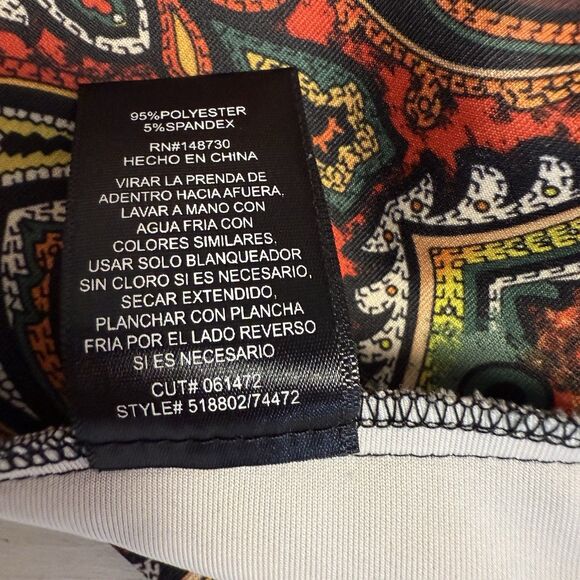 95%POLYESTER
5%SPANDEX
RN#148730
HECHO EN CHINA
VIRAR LA PRENDA DE
ADENTRO HACIA AFUERA,
LAVAR A MANO CON
AGUA FRIA CON
COLORES SIMILARES,
USAR SOLO BLANQUEADOR
SIN CLORO SI ES NECESARIO,
SECAR EXTENDIDO,
PLANCHAR CON PLANCHA
FRIA POR EL LADO REVERSO
SI ES NECESARIO
CUT# 061472
STYLE# 518802/74472